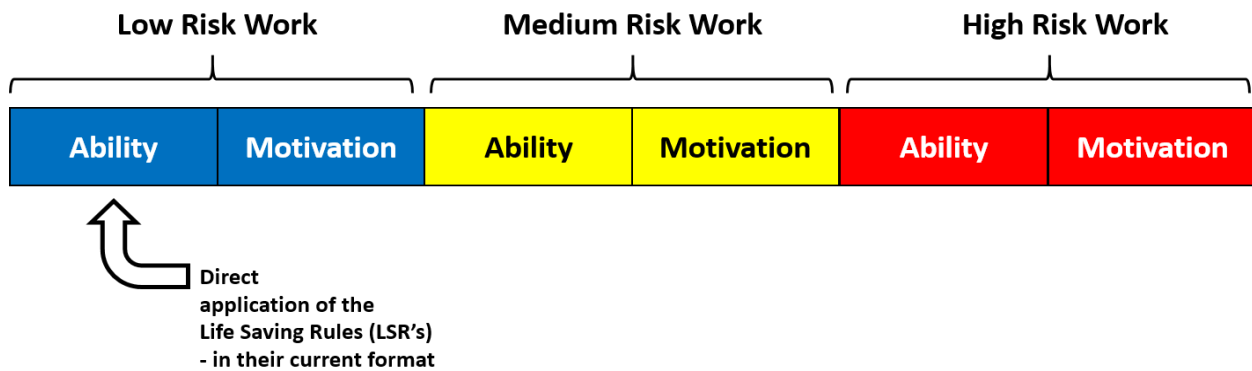 Low Risk Work Medium Risk Work High Risk Work
Ability Motivation Ability Motivation Ability Motivation
Direct
application of the
Life Saving Rules (LSR's)
- in their current format